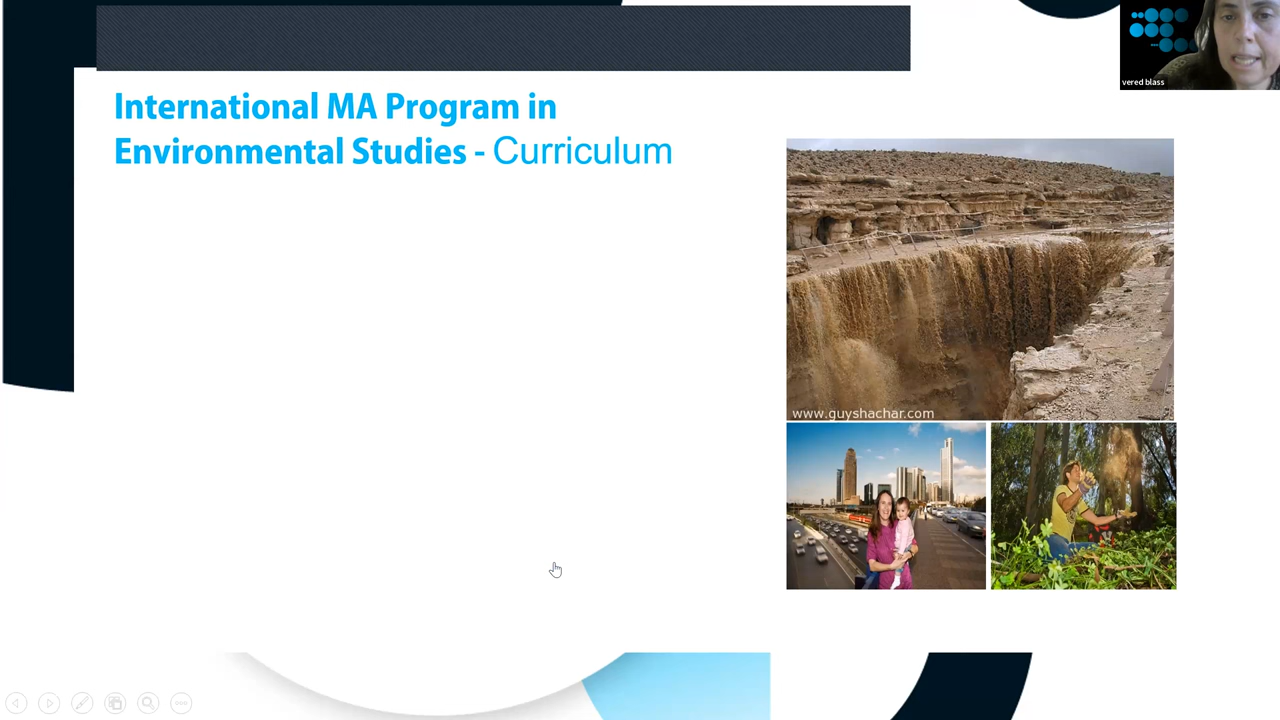 International MA Program in
Environmental Studies - Curriculum
vered blass
www.guyshachar.com